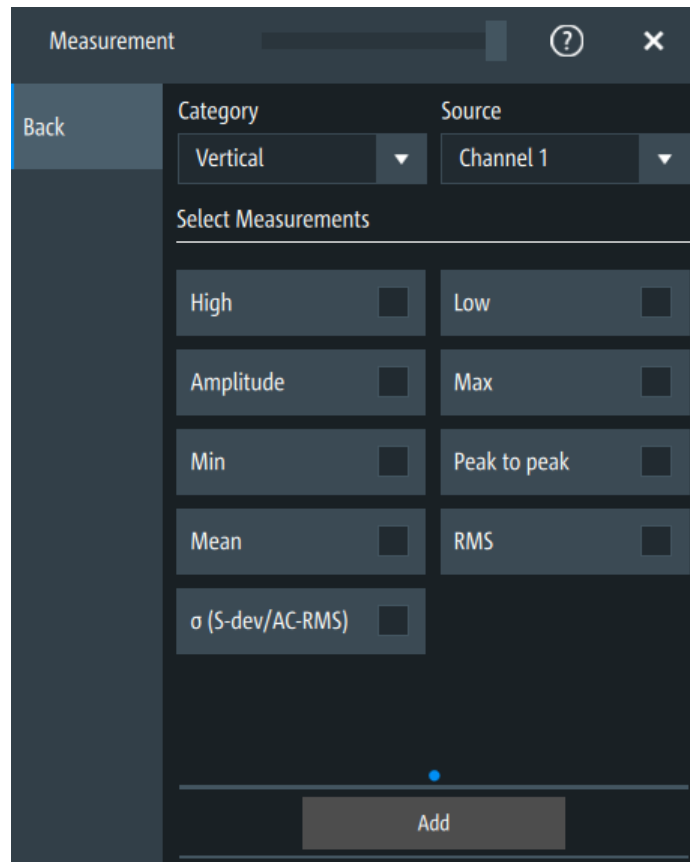 Measurement ?
Back
Category Source
Vertical Channel 1
Select Measurements
High Low
Amplitude Max
Min Peak to peak
Mean RMS
σ (S-dev/AC-RMS)
Add